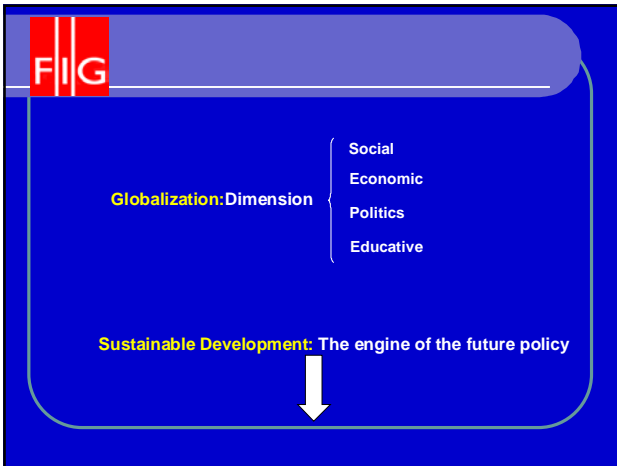 FIG
Social
Economic
Globalization:Dimension
Politics
Educative
Sustainable Development: The engine of the future policy